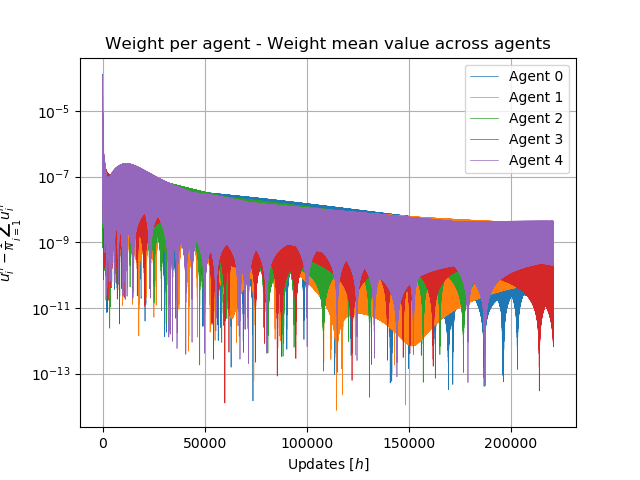 Weight per agent - Weight mean value across agents
10⁻⁵
10⁻⁷
10⁻⁹
10⁻¹¹
10⁻¹³
Agent 0
Agent 1
Agent 2
Agent 3
Agent 4
0
50000
100000
150000
200000
Updates [h]